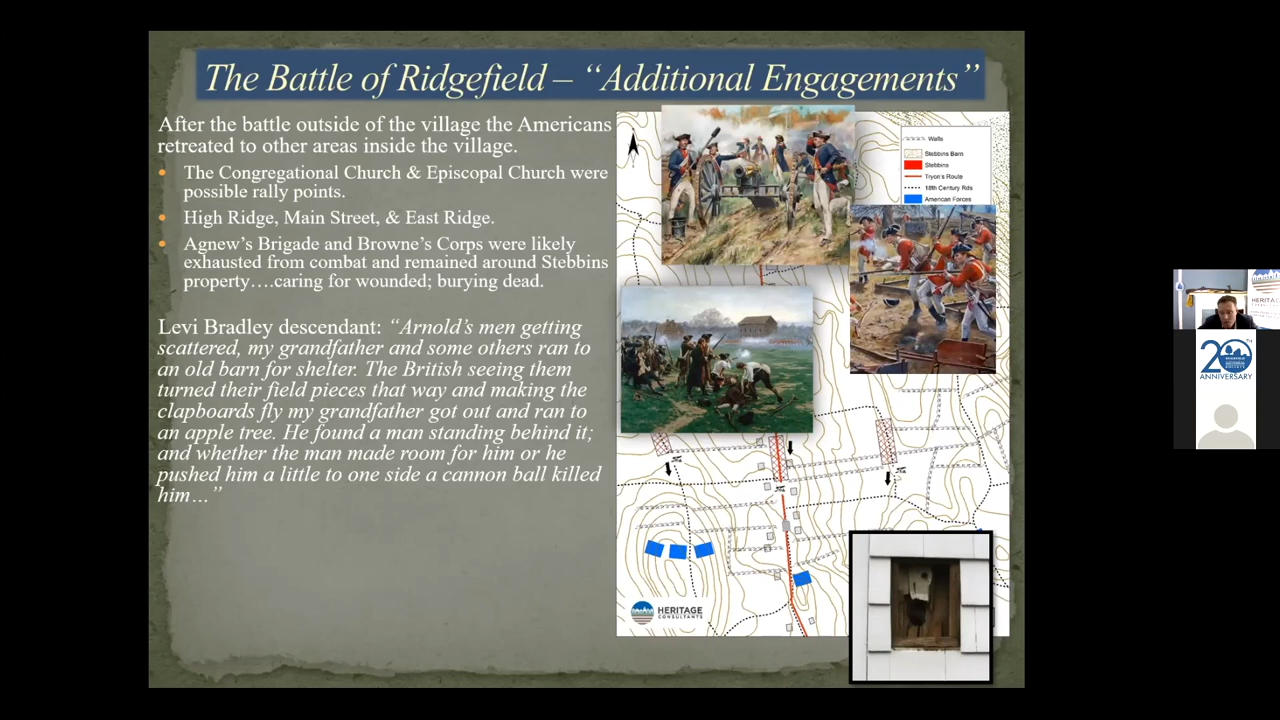 The Battle of Ridgefield – “Additional Engagements”
After the battle outside of the village the Americans
retreated to other areas inside the village.
• The Congregational Church & Episcopal Church were
possible rally points.
• High Ridge, Main Street, & East Ridge.
• Agnew’s Brigade and Browne’s Corps were likely
exhausted from combat and remained around Stebbins
property….caring for wounded; burying dead.
Levi Bradley descendant: “Arnold’s men getting
scattered, my grandfather and some others ran to
an old barn for shelter. The British seeing them
turned their field pieces that way and making the
clapboards fly my grandfather got out and ran to
an apple tree. He found a man standing behind it;
and whether the man made room for him or he
pushed him a little to one side a cannon ball killed
him…”
Walls
Stebbins Barn
Stebbins
Tryon's Route
18th Century Rds
American Forces
HERITAGE
CONSULTANTS
20TH
ANNIVERSARY